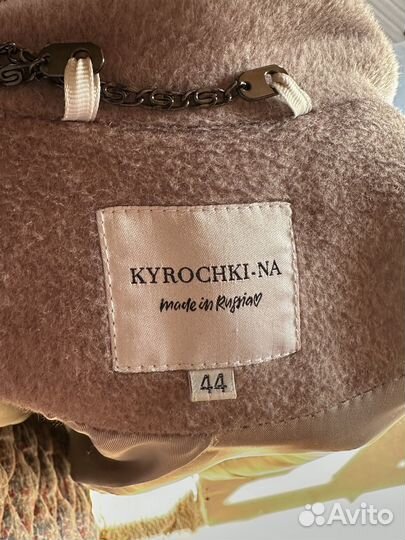 KYROCHKI-NA
made in Russia♡
44
Avito